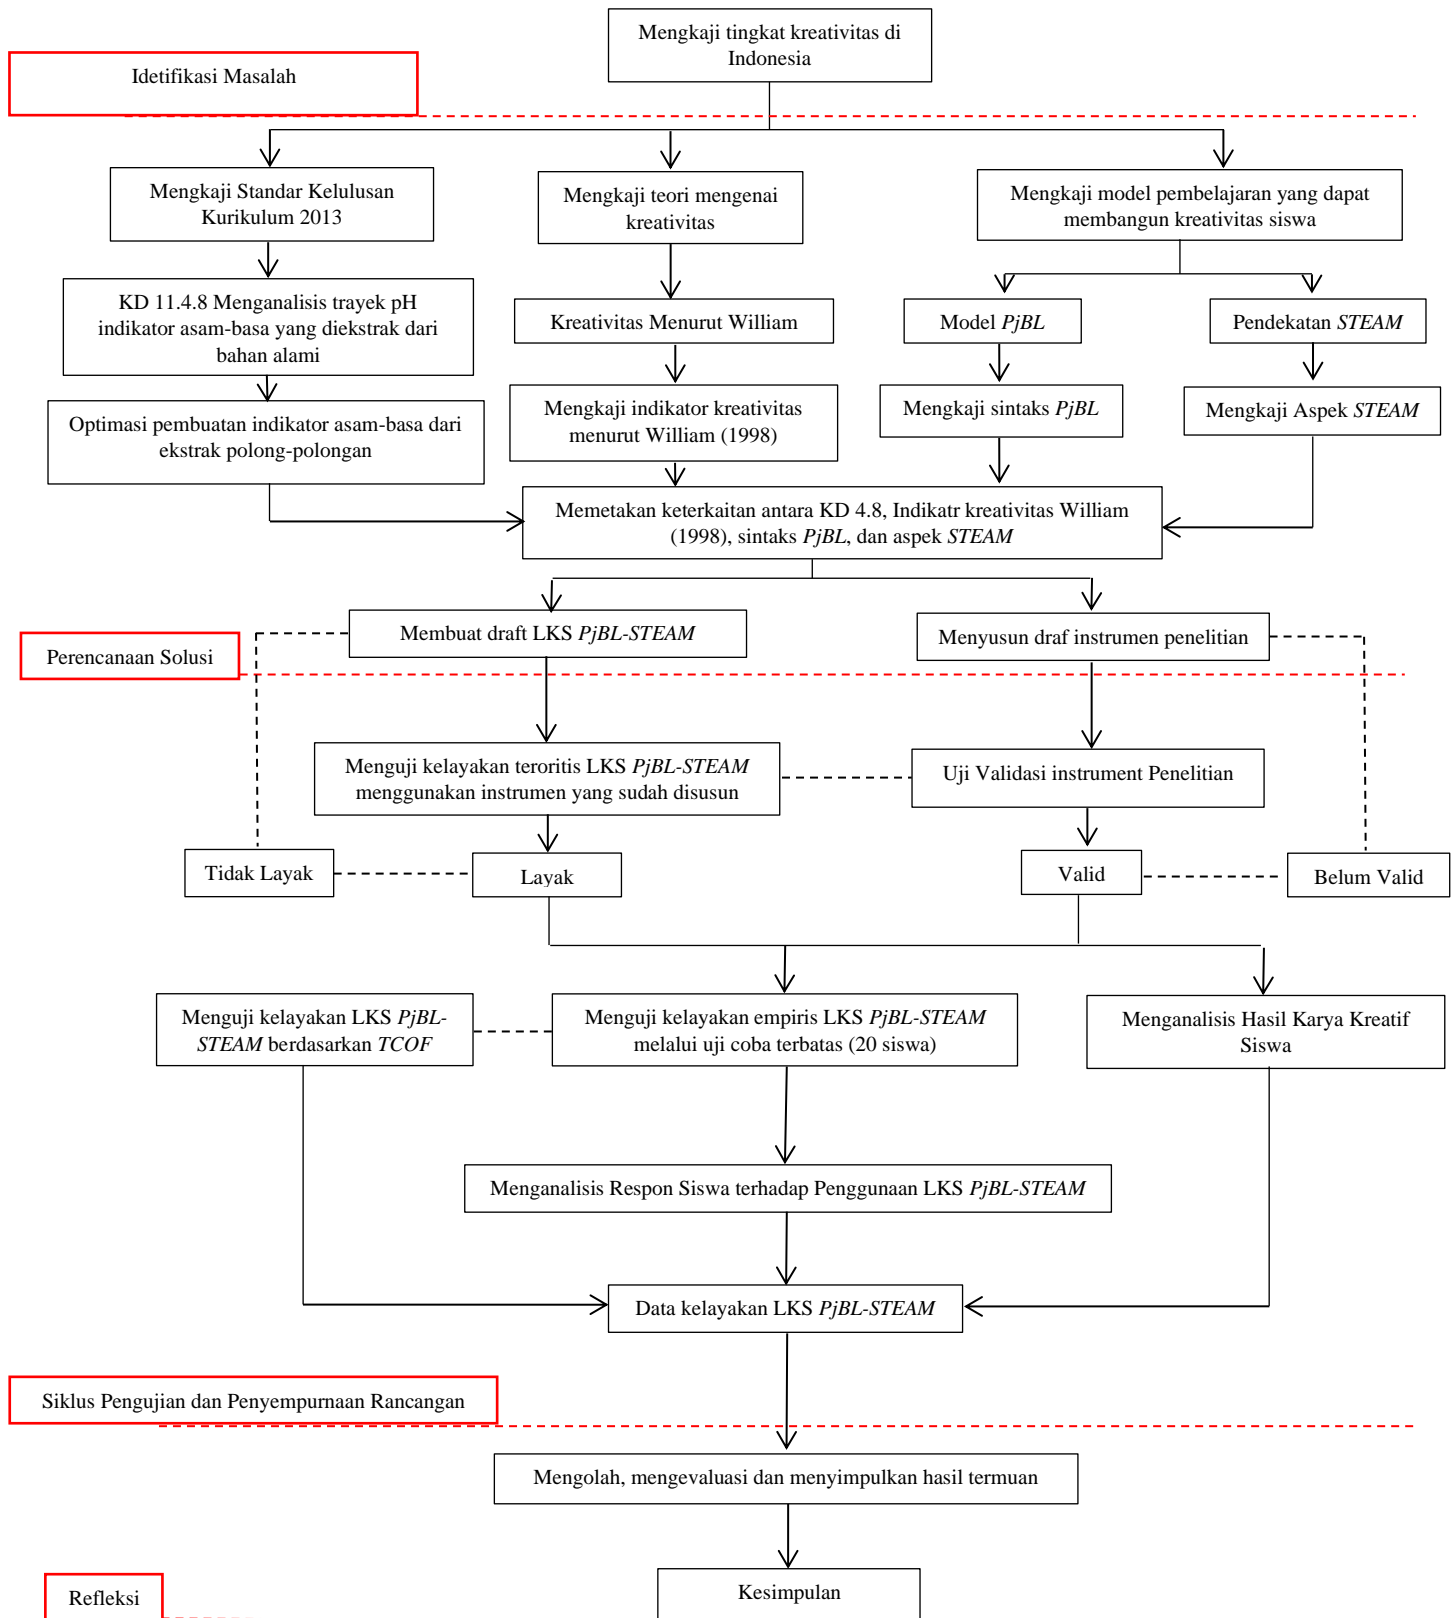 Mengkaji tingkat kreativitas di
Indonesia
Idetifikasi Masalah
Mengkaji Standar Kelulusan
Kurikulum 2013
Mengkaji teori mengenai
kreativitas
Mengkaji model pembelajaran yang dapat
membangun kreativitas siswa
KD 11.4.8 Menganalisis trayek pH
indikator asam-basa yang diekstrak dari
bahan alami
Kreativitas Menurut William
Model PjBL
Pendekatan STEAM
Optimasi pembuatan indikator asam-basa dari
ekstrak polong-polongan
Mengkaji indikator kreativitas
menurut William (1998)
Mengkaji sintaks PjBL
Mengkaji Aspek STEAM
Memetakan keterkaitan antara KD 4.8, Indikatr kreativitas William
(1998), sintaks PjBL, dan aspek STEAM
Membuat draft LKS PjBL-STEAM
Menyusun draf instrumen penelitian
Perencanaan Solusi
Menguji kelayakan teroritis LKS PjBL-STEAM
menggunakan instrumen yang sudah disusun
Uji Validasi instrument Penelitian
Tidak Layak
Layak
Valid
Belum Valid
Menguji kelayakan LKS PjBL-
STEAM berdasarkan TCOF
Menguji kelayakan empiris LKS PjBL-STEAM
melalui uji coba terbatas (20 siswa)
Menganalisis Hasil Karya Kreatif
Siswa
Menganalisis Respon Siswa terhadap Penggunaan LKS PjBL-STEAM
Data kelayakan LKS PjBL-STEAM
Siklus Pengujian dan Penyempurnaan Rancangan
Mengolah, mengevaluasi dan menyimpulkan hasil termuan
Refleksi
Kesimpulan